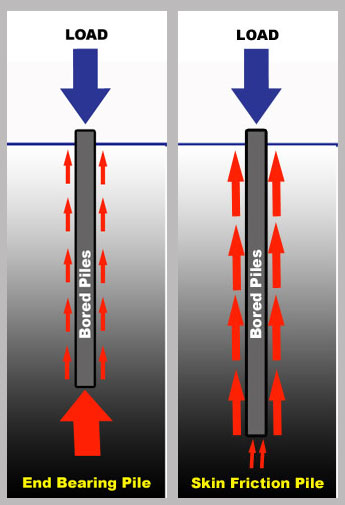 LOAD
Bored Piles
End Bearing Pile
LOAD
Bored Piles
Skin Friction Pile